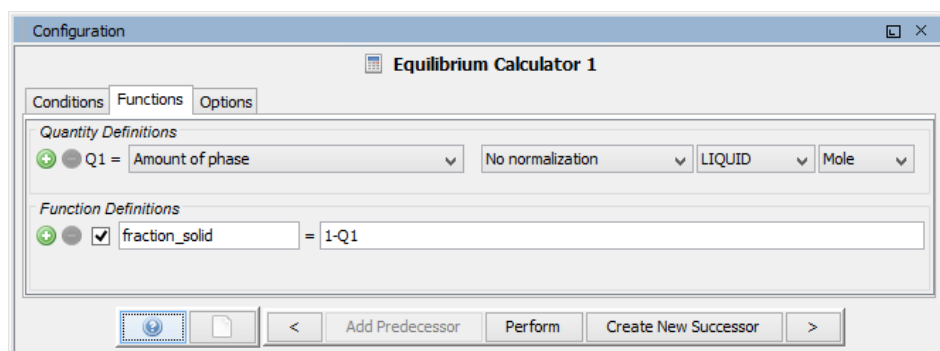 Configuration
Equilibrium Calculator 1
Conditions Functions Options
Quantity Definitions
Q1 = Amount of phase No normalization LIQUID Mole
Function Definitions
fraction_solid = 1-Q1
< Add Predecessor Perform Create New Successor >